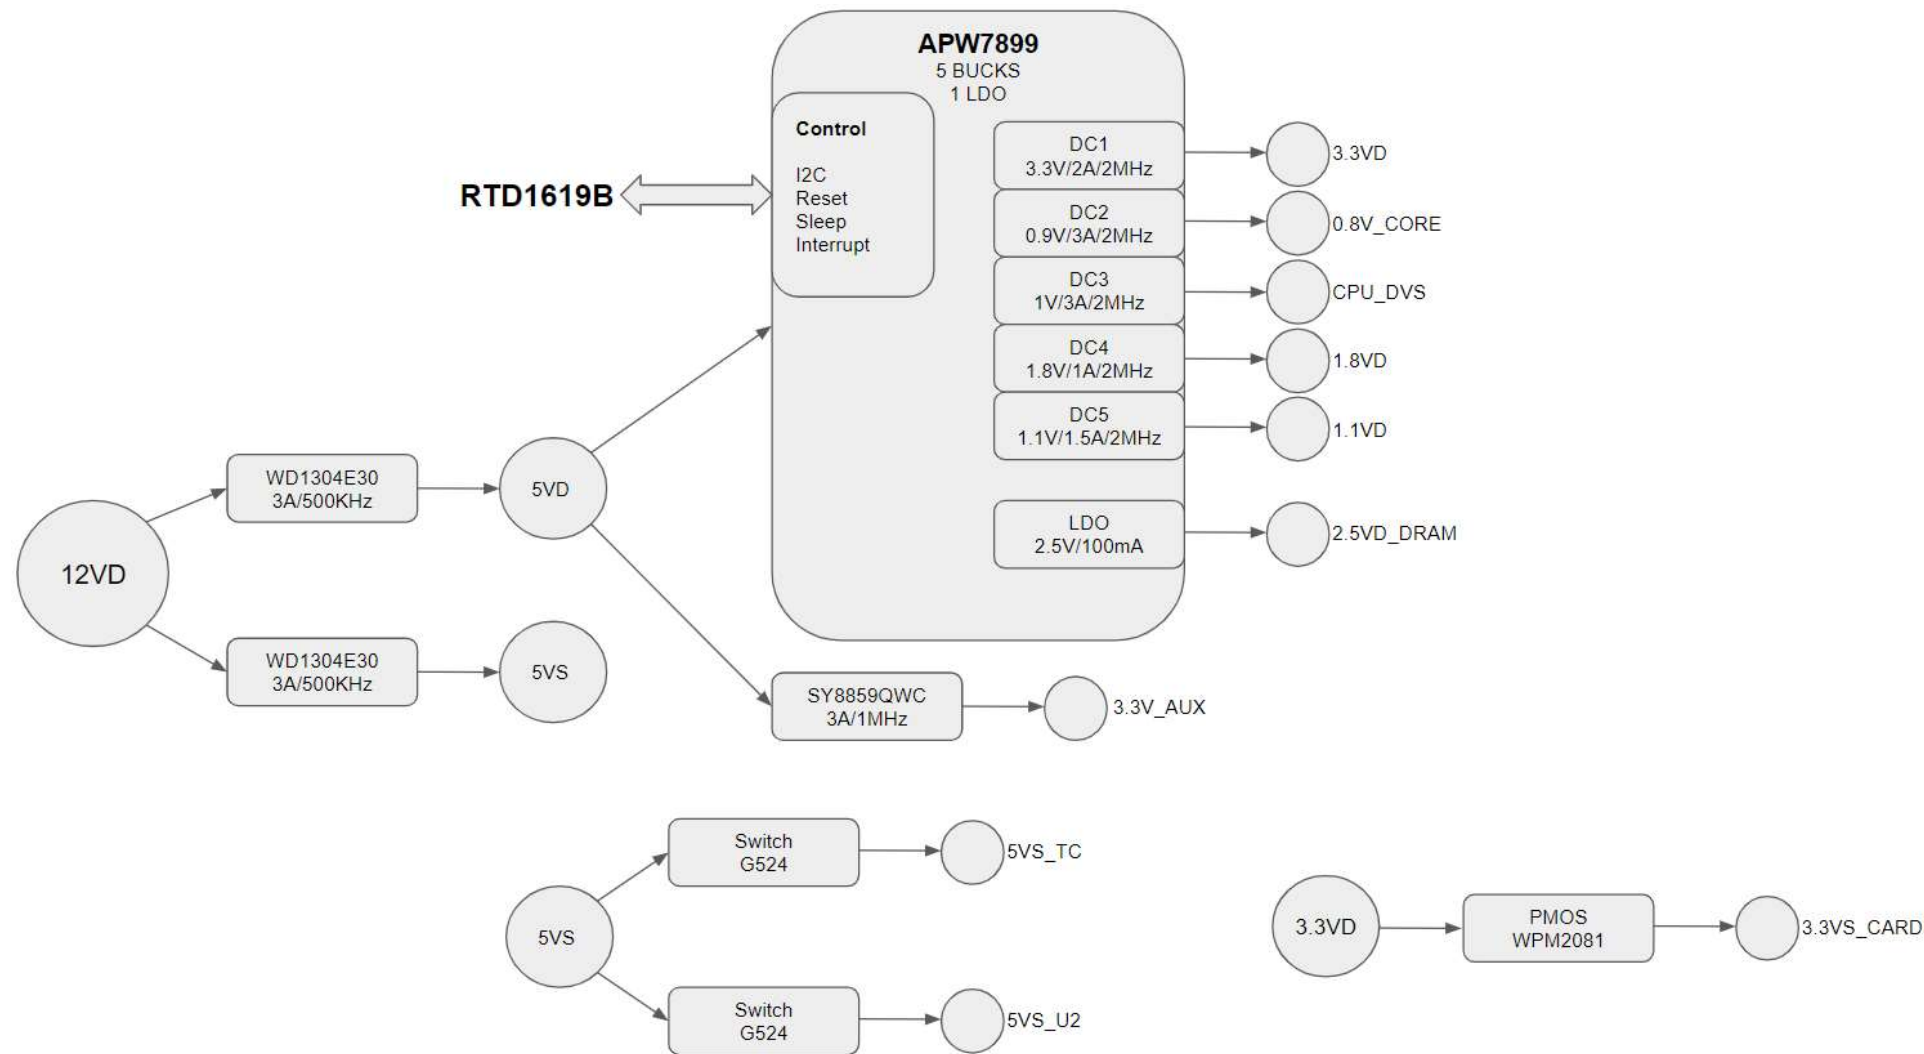 APW7899
5 BUCKS
1 LDO
Control
I2C
Reset
Sleep
Interrupt
RTD1619B
DC1
3.3V/2A/2MHz
3.3VD
DC2
0.9V/3A/2MHz
0.8V_CORE
DC3
1V/3A/2MHz
CPU_DVS
DC4
1.8V/1A/2MHz
1.8VD
DC5
1.1V/1.5A/2MHz
1.1VD
LDO
2.5V/100mA
2.5VD_DRAM
12VD
WD1304E30
3A/500KHz
5VD
WD1304E30
3A/500KHz
5VS
SY8859QWC
3A/1MHz
3.3V_AUX
5VS
Switch
G524
5VS_TC
Switch
G524
5VS_U2
3.3VD
PMOS
WPM2081
3.3VS_CARD